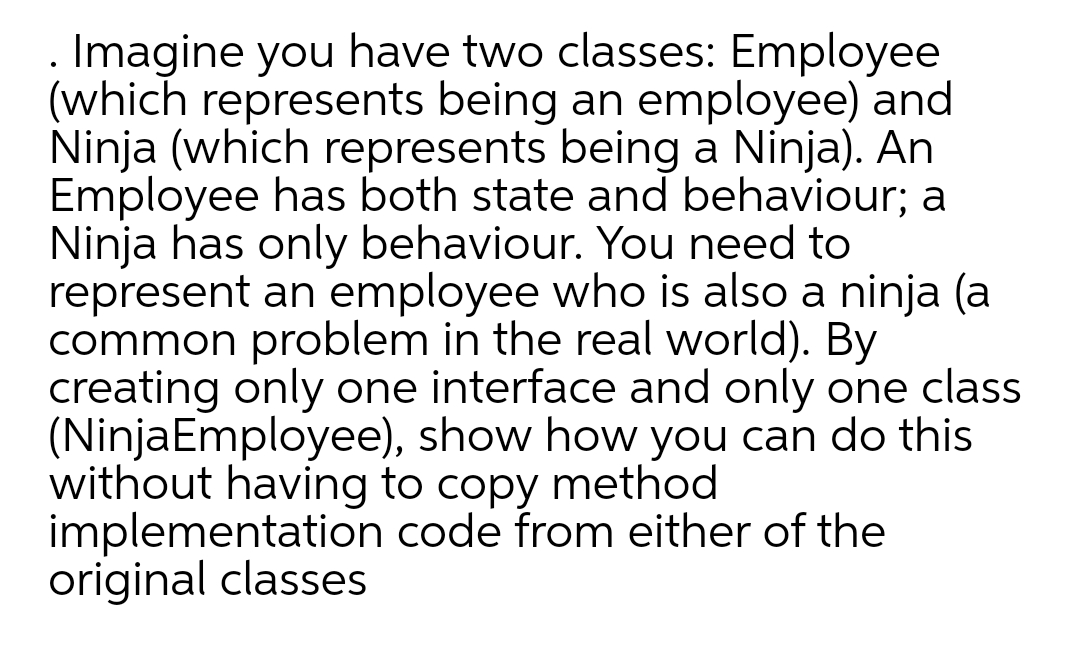 . Imagine you have two classes: Employee
(which represents being an employee) and
Ninja (which represents being a Ninja). An
Employee has both state and behaviour; a
Ninja has only behaviour. You need to
represent an employee who is also a ninja (a
common problem in the real world). By
creating only one interface and only one class
(NinjaEmployee), show how you can do this
without having to copy method
implementation code from either of the
original classes